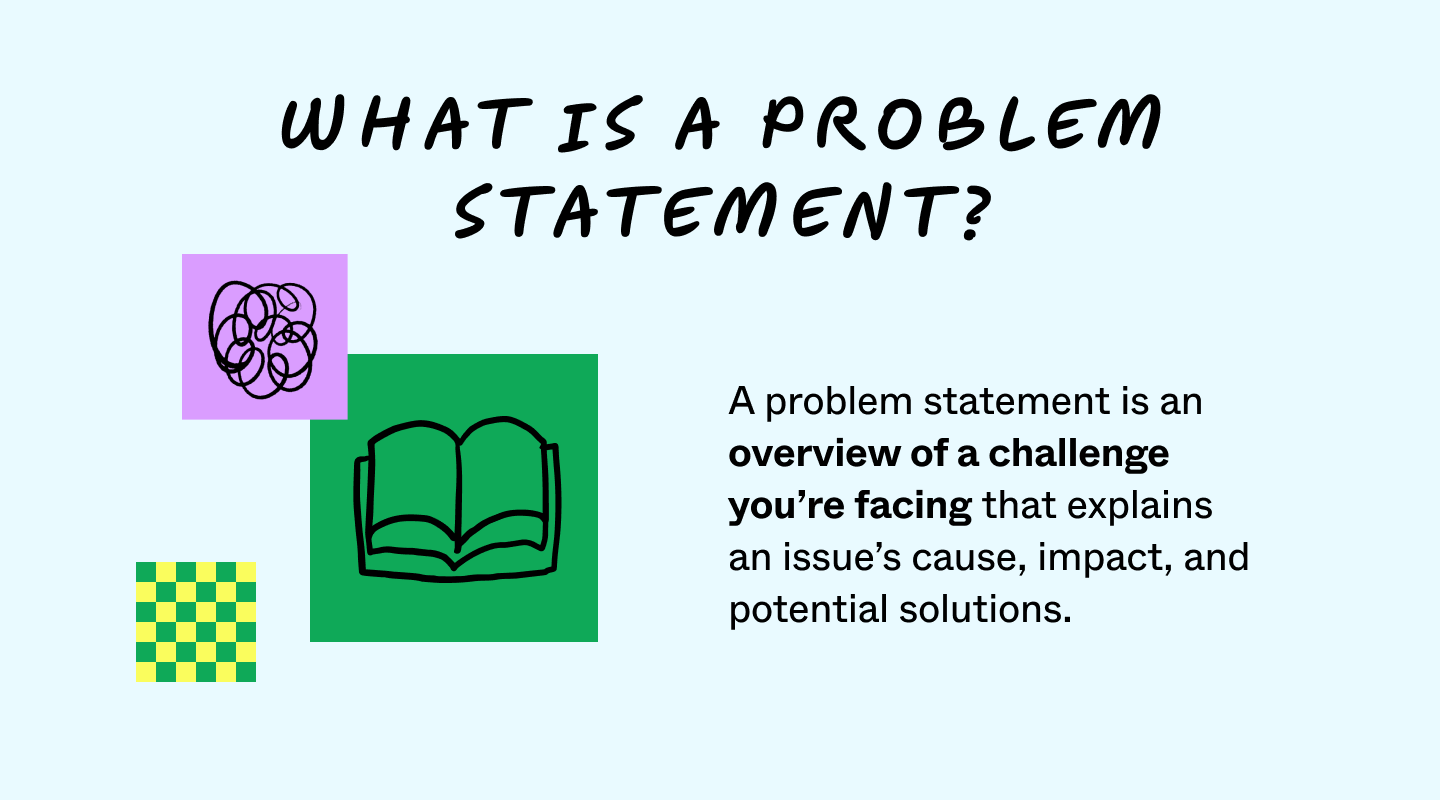 WHAT IS A PROBLEM
STATEMENT?
A problem statement is an
overview of a challenge
you’re facing that explains
an issue’s cause, impact, and
potential solutions.